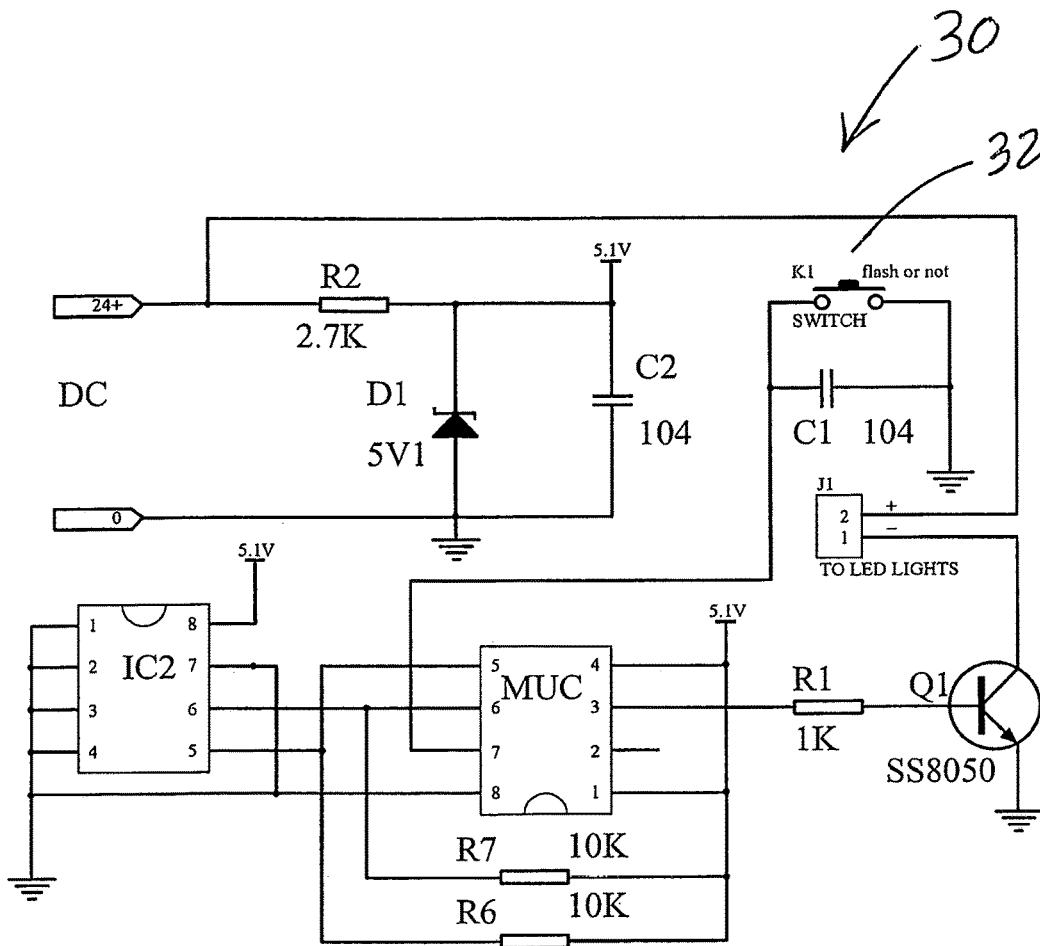 30
32
5.1V
K1 flash or not
SWITCH
R2
24+
2.7K
C2
DC
D1
104
C1 104
5V1
J1
0
2 +
1 −
TO LED LIGHTS
5.1V
5.1V
1 8
2 IC2 7
3 6
4 5
5 MUC 4
6 3
7 2
8 1
R1
1K
Q1
SS8050
R7 10K
R6 10K